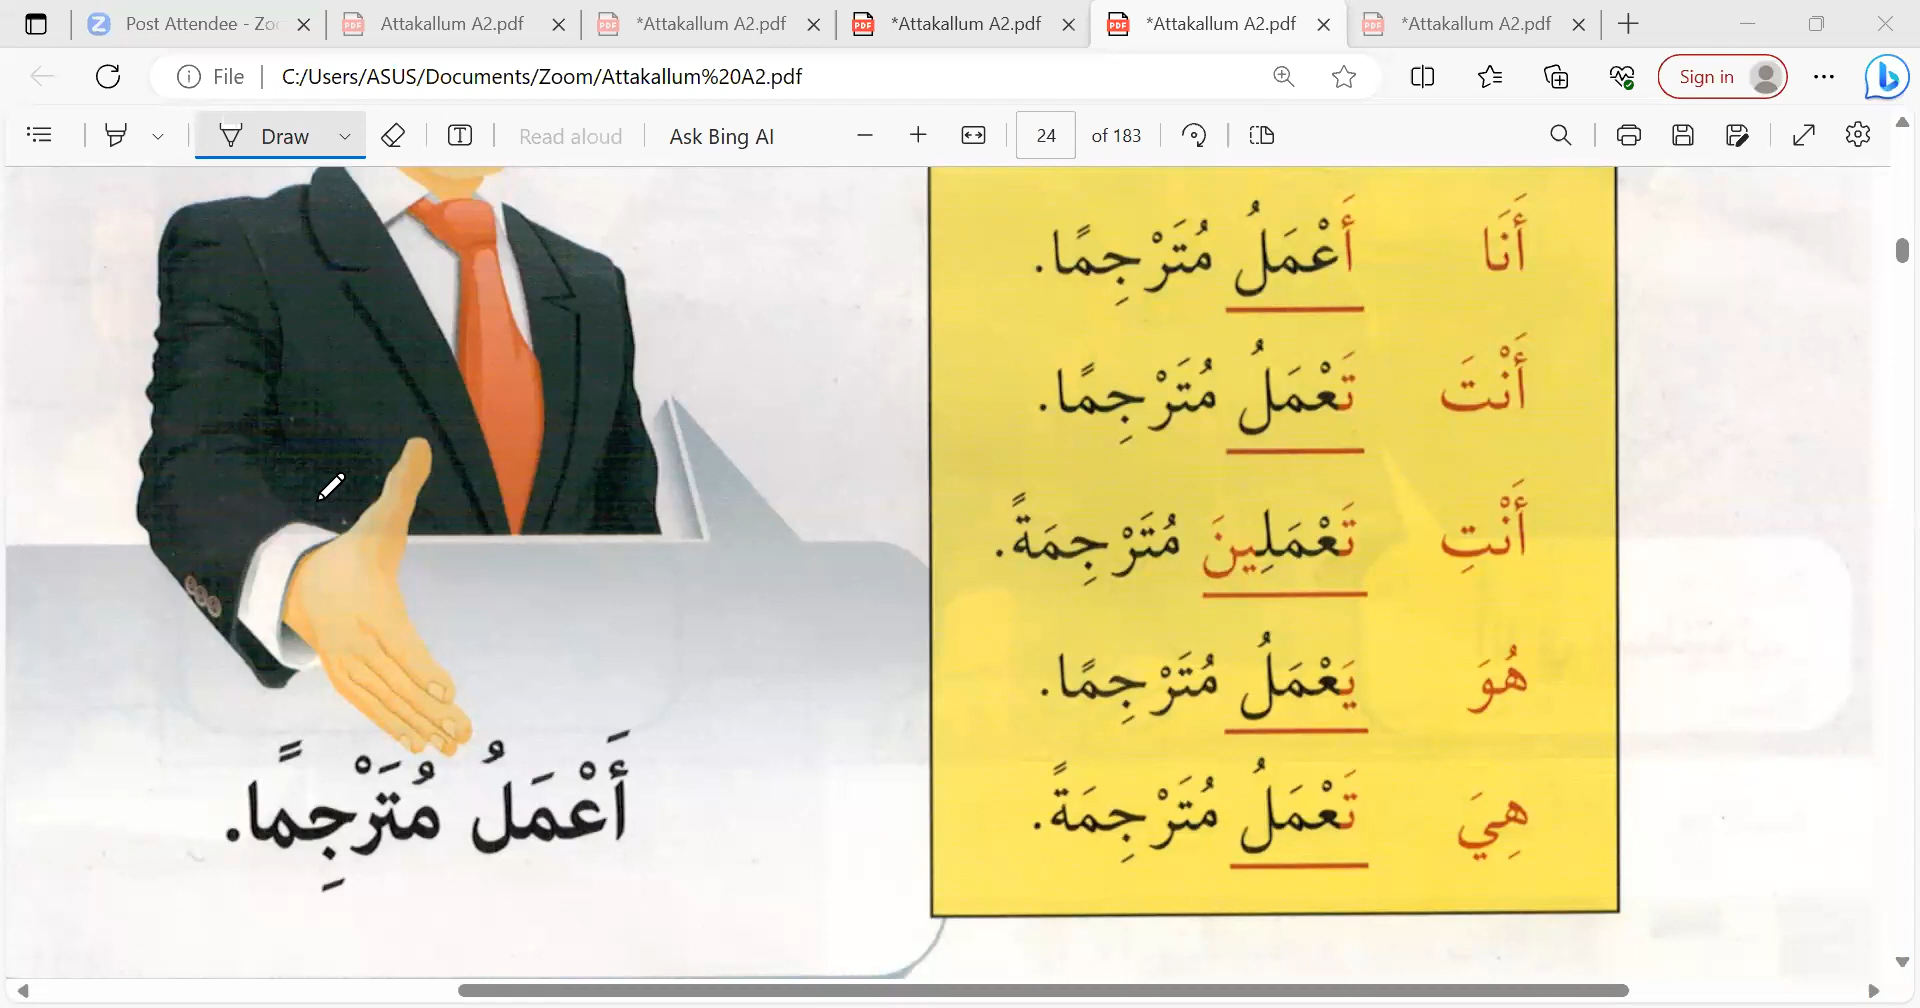 Post Attendee - Zo
Attakallum A2.pdf
*Attakallum A2.pdf
*Attakallum A2.pdf
*Attakallum A2.pdf
*Attakallum A2.pdf
File
C:/Users/ASUS/Documents/Zoom/Attakallum%20A2.pdf
Sign in
Draw
Read aloud
Ask Bing AI
24 of 183
أَنَا أَعْمَلُ مُتَرْجِمًا.
أَنْتَ تَعْمَلُ مُتَرْجِمًا.
أَنْتِ تَعْمَلِينَ مُتَرْجِمَةً.
هُوَ يَعْمَلُ مُتَرْجِمًا.
هِيَ تَعْمَلُ مُتَرْجِمَةً.
أَعْمَلُ مُتَرْجِمًا.